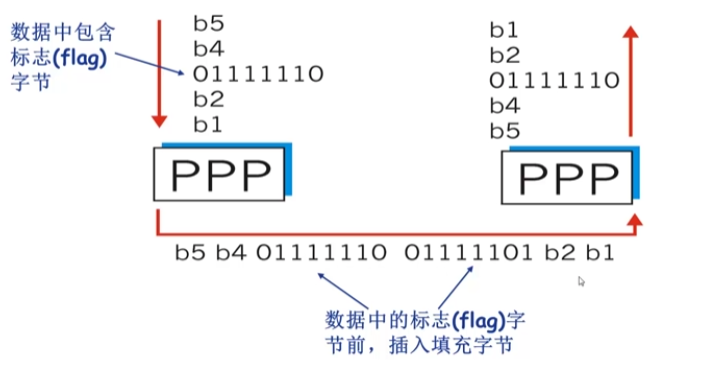 数据中包含
标志(flag)
字节
b5
b4
01111110
b2
b1
b1
b2
01111110
b4
b5
PPP
PPP
b5 b4 01111110 01111101 b2 b1
数据中的标志(flag)字
节前，插入填充字节